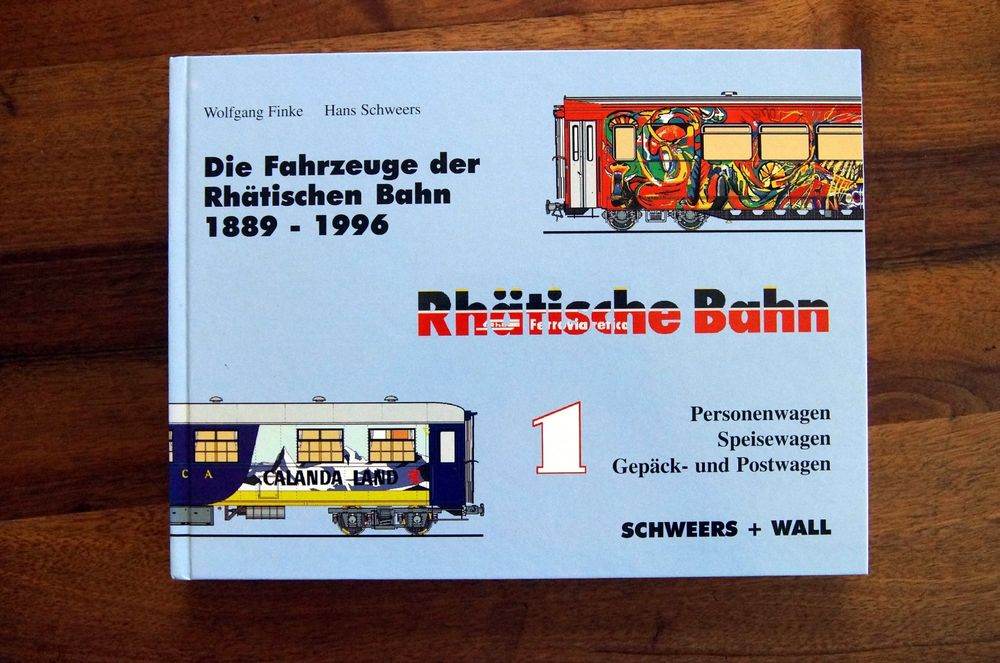 Wolfgang Finke Hans Schweers
Die Fahrzeuge der
Rhätischen Bahn
1889 - 1996
Rhätische Bahn
Ferrovia retica
C A
CALANDA LAND
1
Personenwagen
Speisewagen
Gepäck- und Postwagen
SCHWEERS + WALL